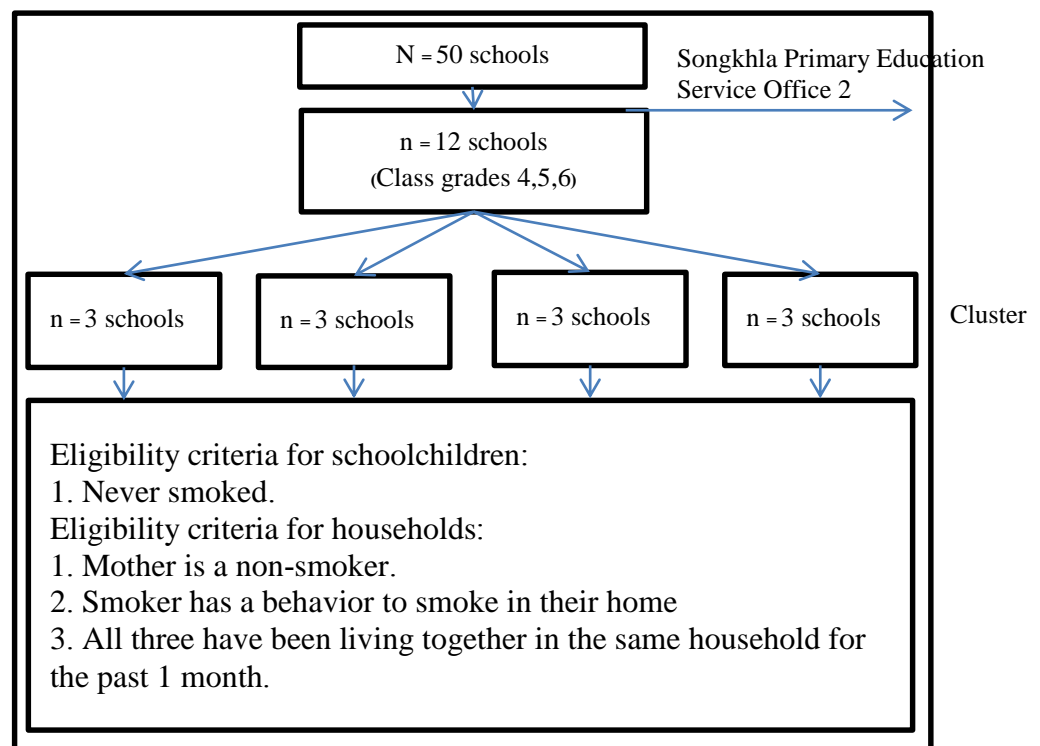 N = 50 schools
Songkhla Primary Education
Service Office 2
n = 12 schools
(Class grades 4,5,6)
n = 3 schools
n = 3 schools
n = 3 schools
n = 3 schools
Cluster
Eligibility criteria for schoolchildren:
1. Never smoked.
Eligibility criteria for households:
1. Mother is a non-smoker.
2. Smoker has a behavior to smoke in their home
3. All three have been living together in the same household for
the past 1 month.